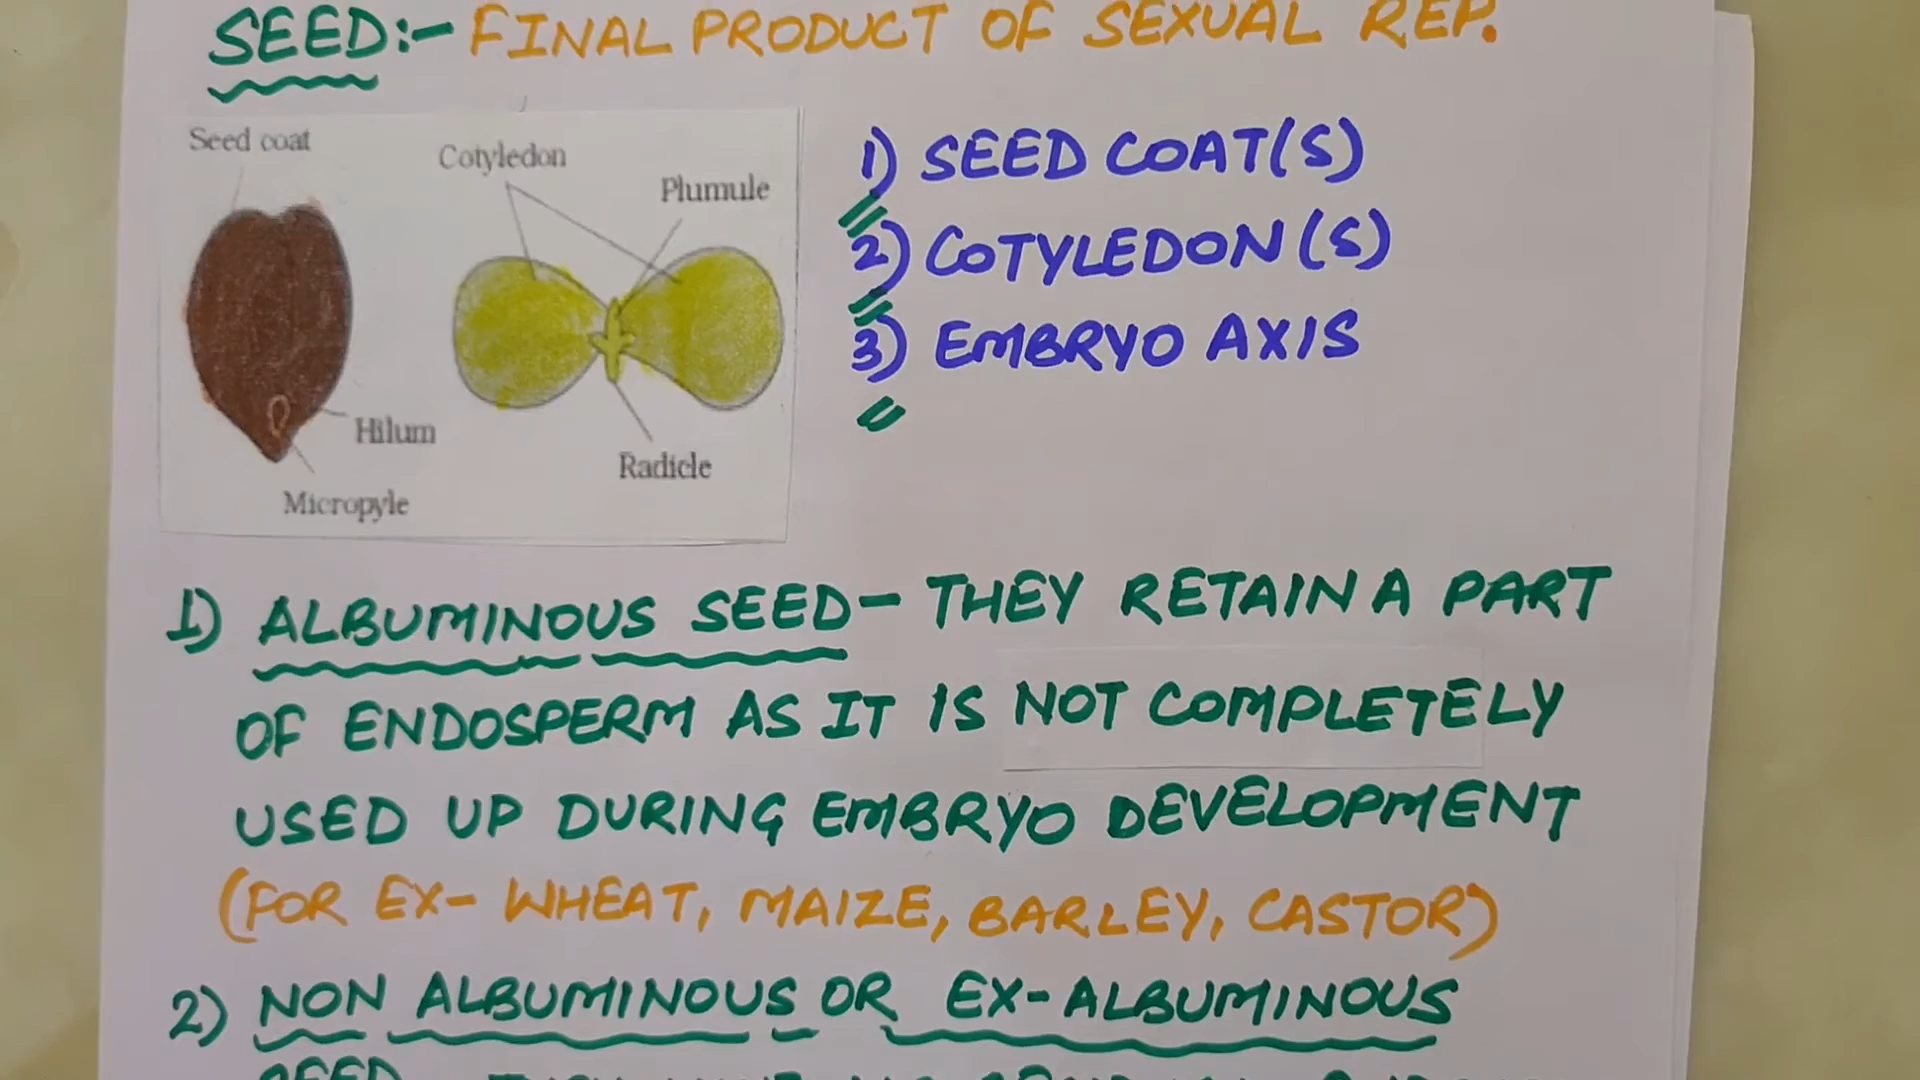 SEED:- FINAL PRODUCT OF SEXUAL REP.
Seed coat
Cotyledon
Plumule
Hilum
Radicle
Micropyle
1) SEED COAT(S)
2) COTYLEDON(S)
3) EMBRYO AXIS
1) ALBUMINOUS SEED- THEY RETAIN A PART
OF ENDOSPERM AS IT IS NOT COMPLETELY
USED UP DURING EMBRYO DEVELOPMENT
(FOR EX- WHEAT, MAIZE, BARLEY, CASTOR)
2) NON ALBUMINOUS OR EX-ALBUMINOUS
SEED